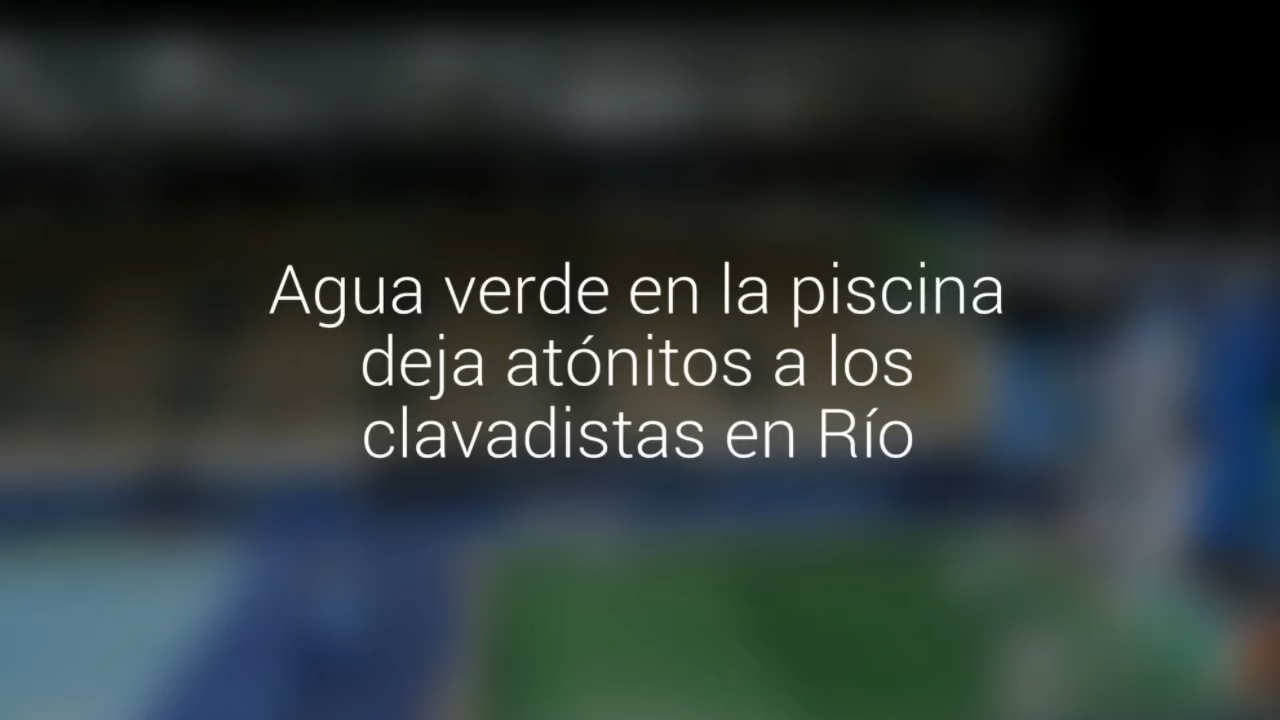 Agua verde en la piscina
deja atónitos a los
clavadistas en Río